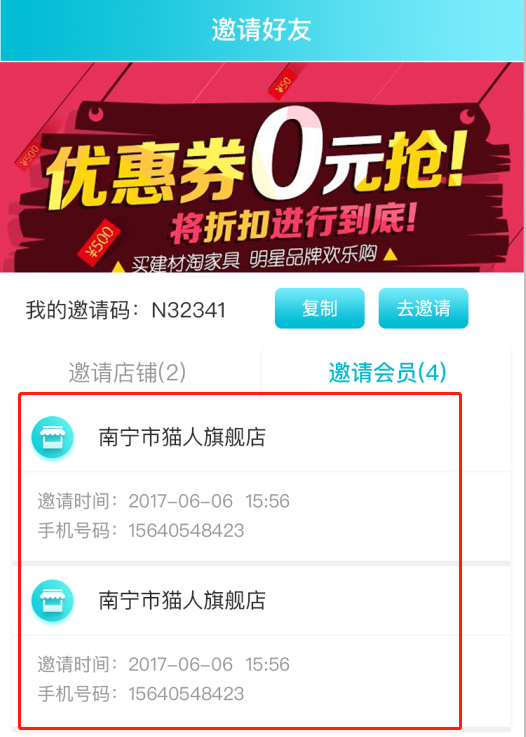 邀请好友
¥50
¥500
优惠券0元抢!
将折扣进行到底!
¥500
买建材淘家具 明星品牌欢乐购
我的邀请码：N32341
复制
去邀请
邀请店铺(2)
邀请会员(4)
南宁市猫人旗舰店
邀请时间：2017-06-06 15:56
手机号码：15640548423
南宁市猫人旗舰店
邀请时间：2017-06-06 15:56
手机号码：15640548423